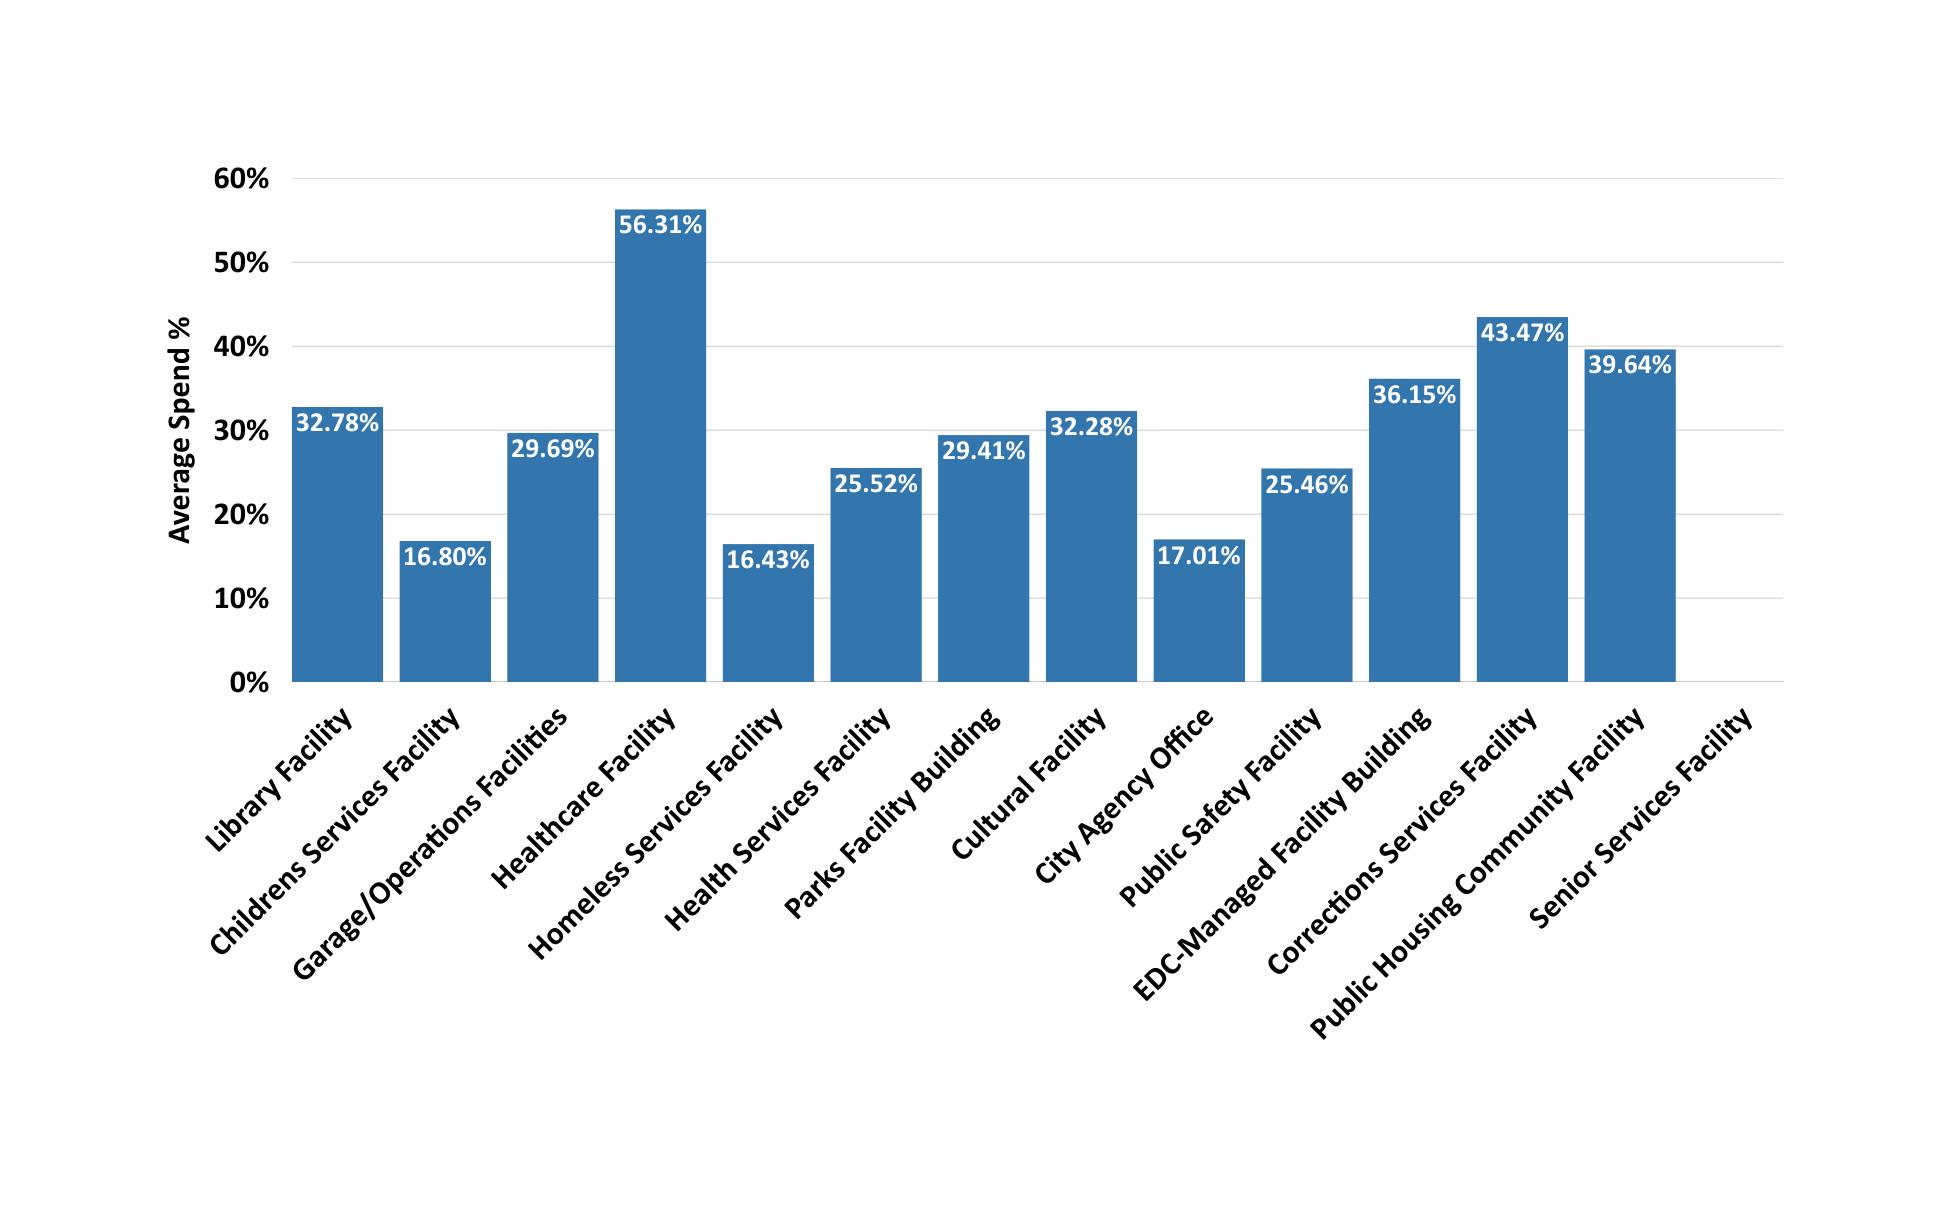 60%
50%
40%
30%
20%
10%
0%
Average Spend %
32.78%
16.80%
29.69%
56.31%
16.43%
25.52%
29.41%
32.28%
17.01%
25.46%
36.15%
43.47%
39.64%
Library Facility
Childrens Services Facility
Garage/Operations Facilities
Healthcare Facility
Homeless Services Facility
Health Services Facility
Parks Facility Building
Cultural Facility
City Agency Office
Public Safety Facility
EDC-Managed Facility Building
Corrections Services Facility
Public Housing Community Facility
Senior Services Facility